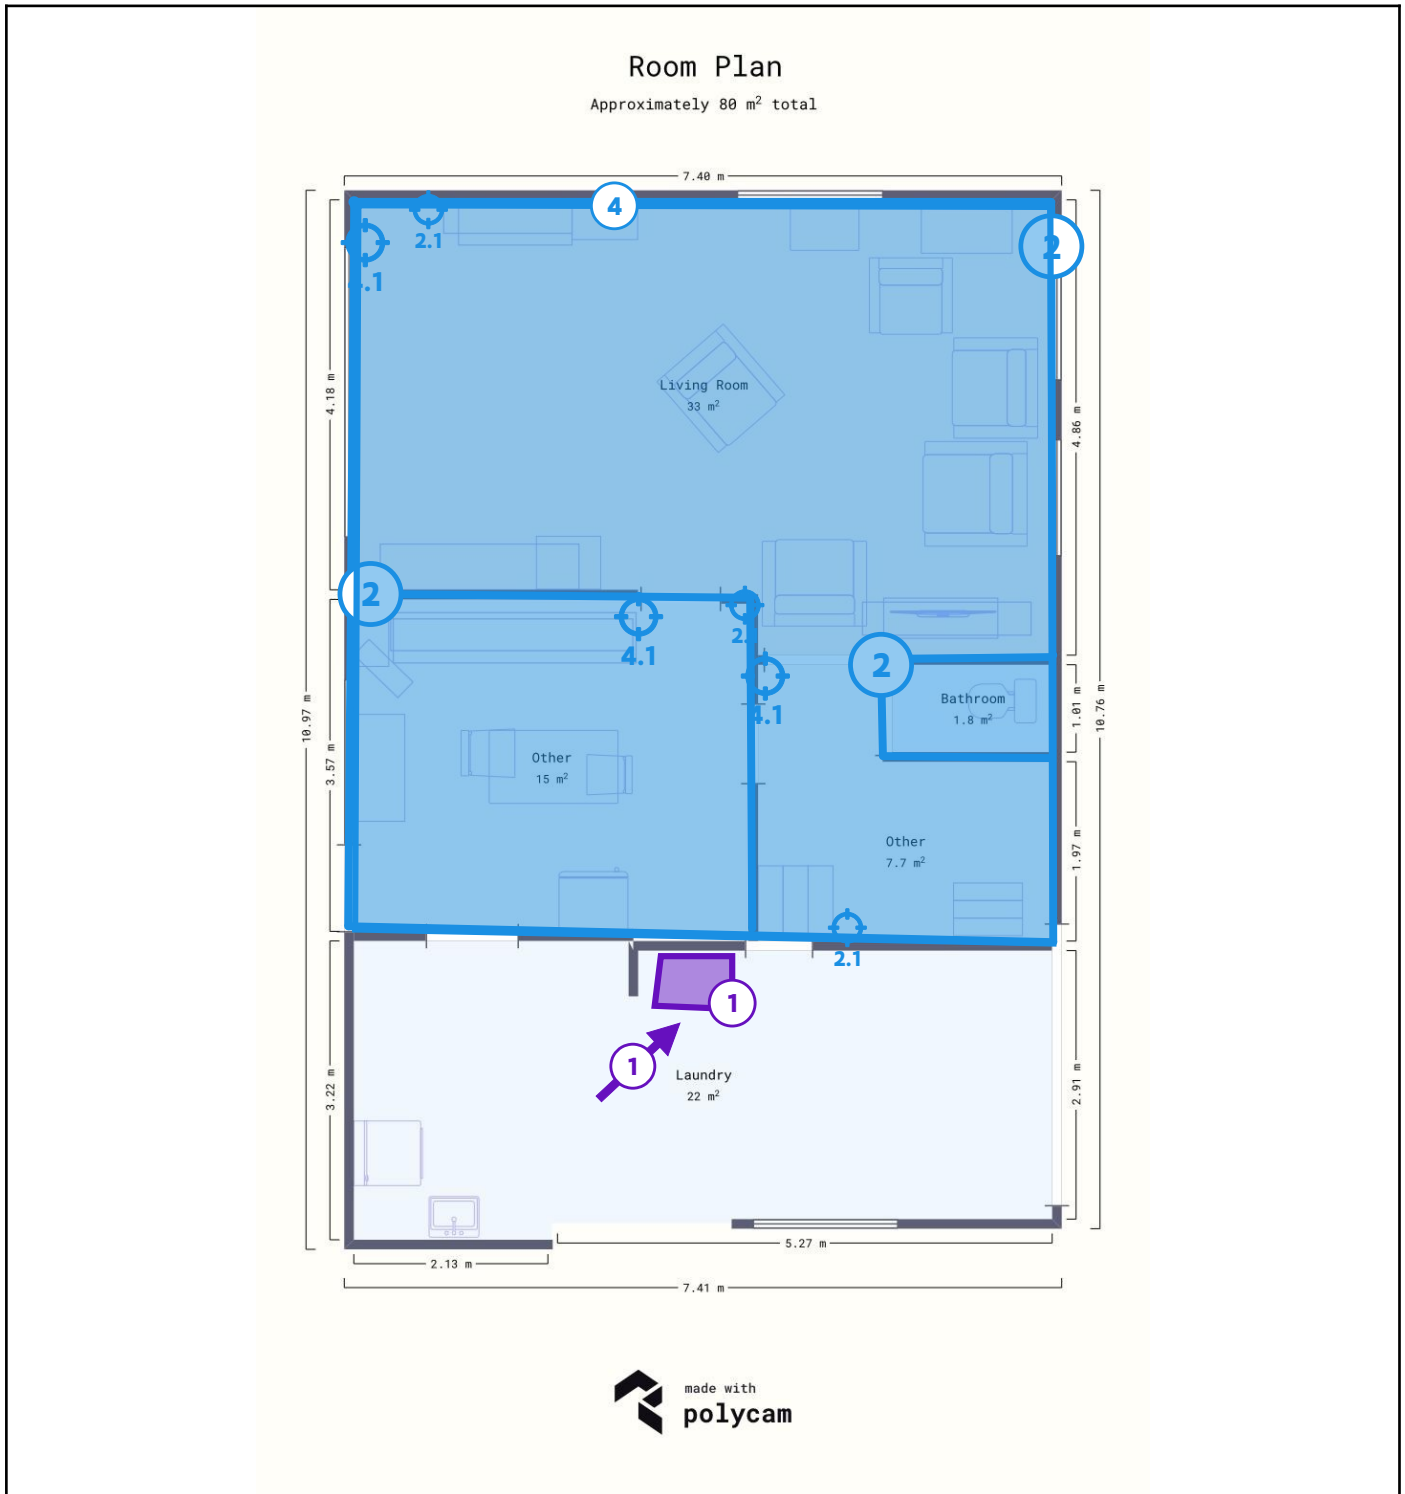 Room Plan
Approximately 80 m² total
7.40 m
4
2
2.1
4.1
4.18 m
Living Room
33 m²
4.86 m
2
2
4.1
4.1
Bathroom
1.8 m²
1.01 m
10.97 m
10.76 m
3.57 m
Other
15 m²
Other
7.7 m²
1.97 m
2.1
1
1
Laundry
22 m²
3.22 m
2.91 m
5.27 m
2.13 m
7.41 m
made with
polycam